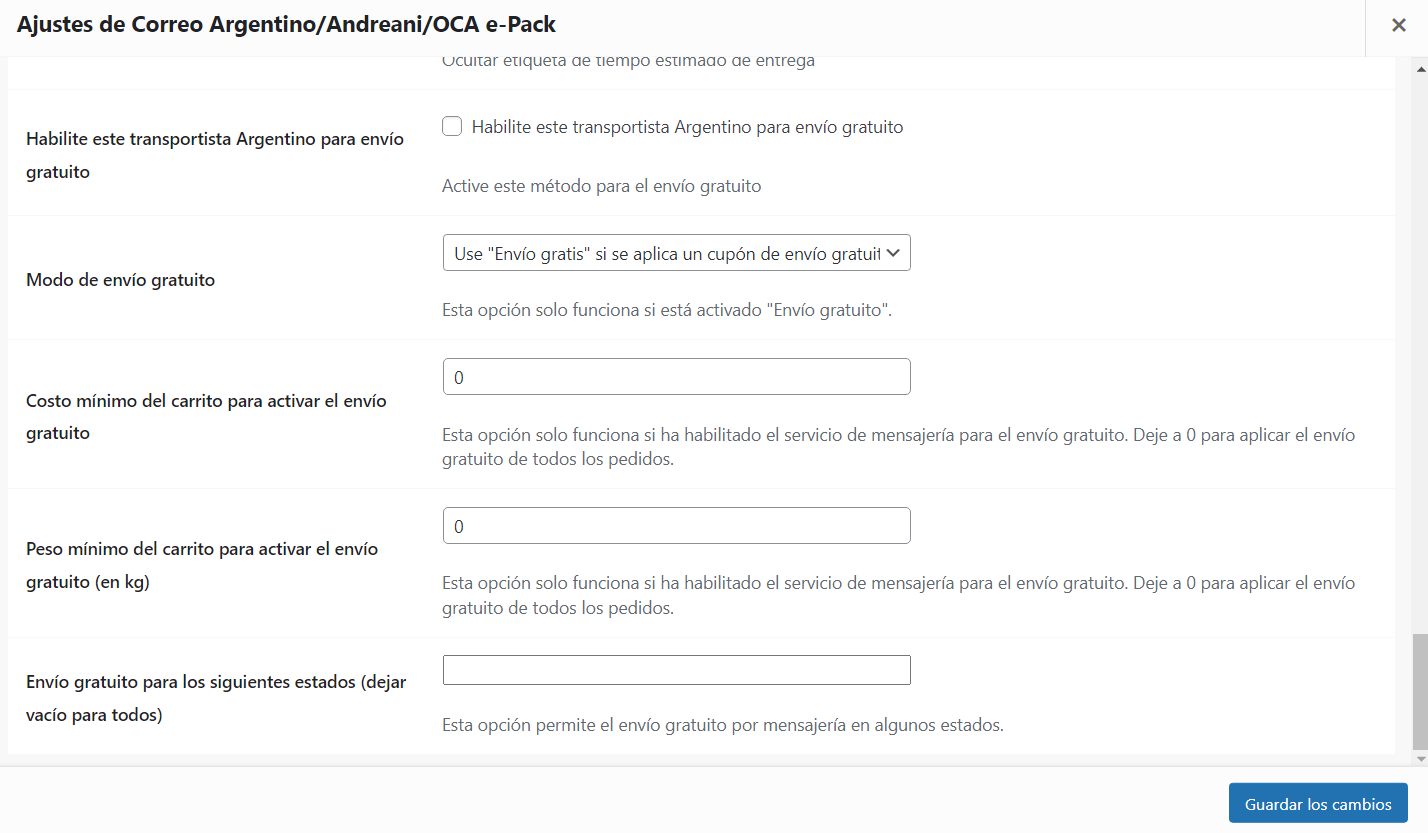 Ajustes de Correo Argentino/Andreani/OCA e-Pack
Ocultar etiqueta de tiempo estimado de entrega
Habilite este transportista Argentino para envío
gratuito
Habilite este transportista Argentino para envío gratuito
Active este método para el envío gratuito
Modo de envío gratuito
Use "Envío gratis" si se aplica un cupón de envío gratuit
Esta opción solo funciona si está activado "Envío gratuito".
Costo mínimo del carrito para activar el envío
gratuito
0
Esta opción solo funciona si ha habilitado el servicio de mensajería para el envío gratuito. Deje a 0 para aplicar el envío
gratuito de todos los pedidos.
Peso mínimo del carrito para activar el envío
gratuito (en kg)
0
Esta opción solo funciona si ha habilitado el servicio de mensajería para el envío gratuito. Deje a 0 para aplicar el envío
gratuito de todos los pedidos.
Envío gratuito para los siguientes estados (dejar
vacío para todos)
Esta opción permite el envío gratuito por mensajería en algunos estados.
Guardar los cambios